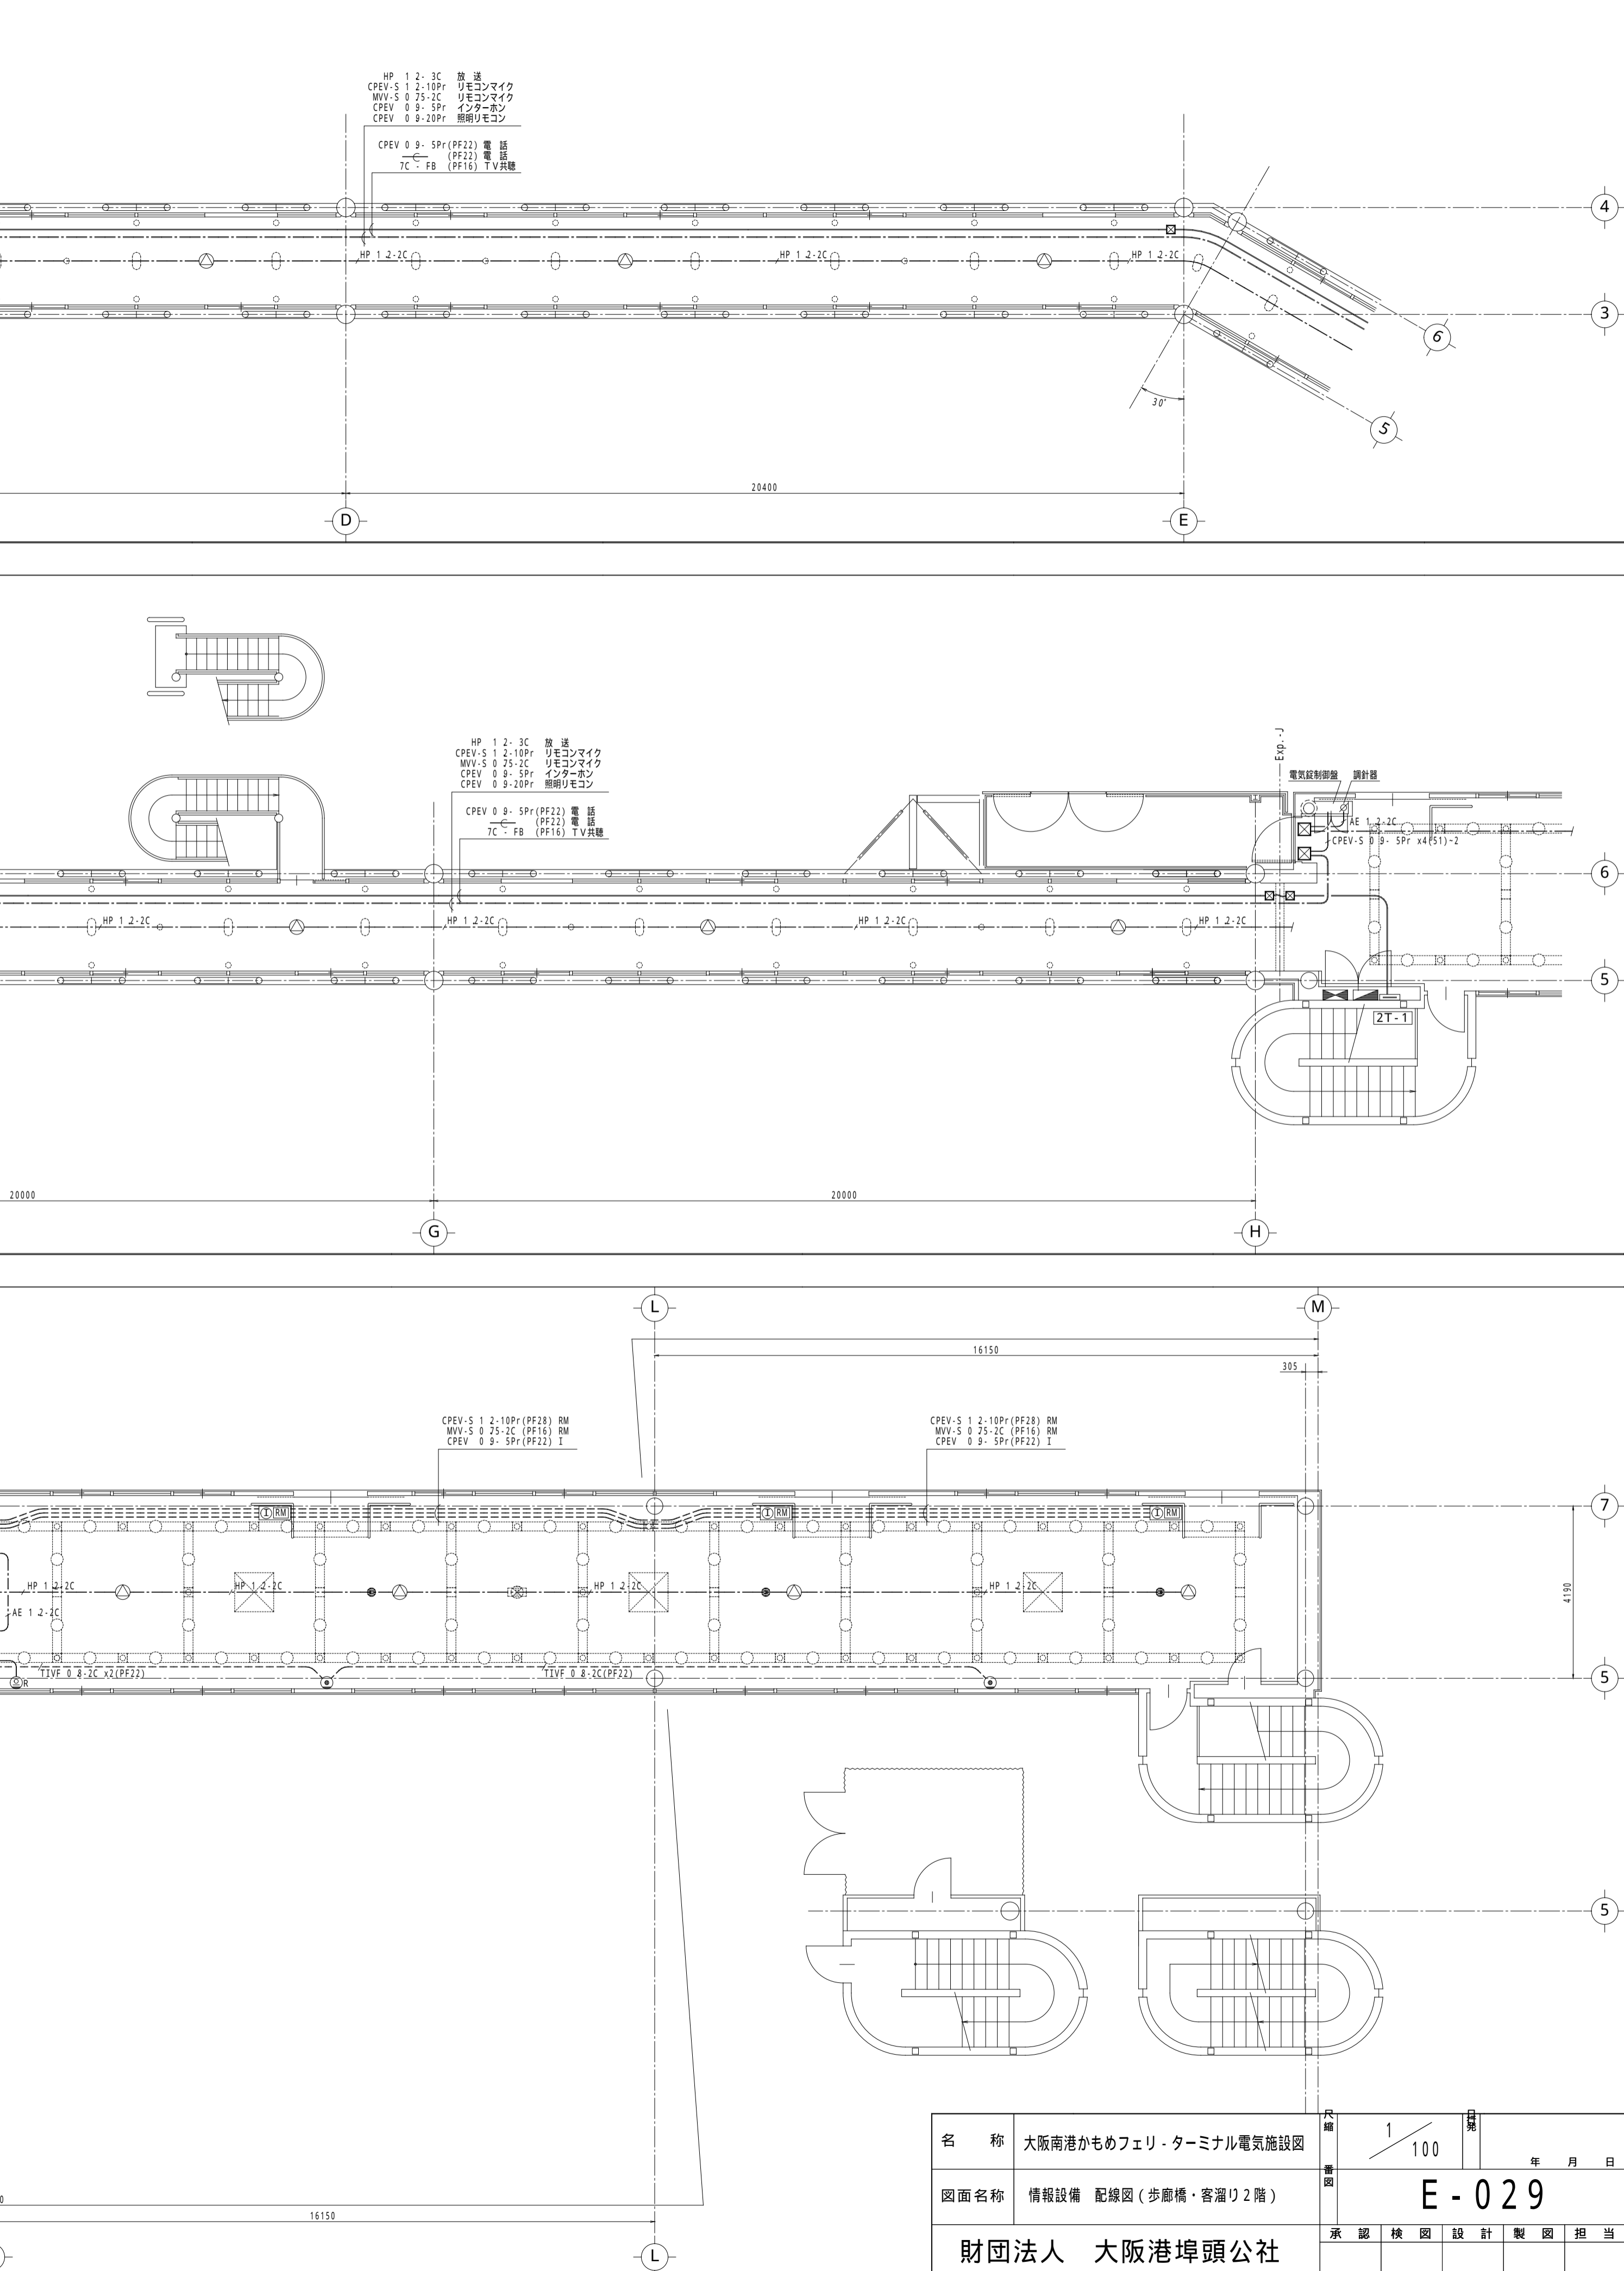 HP 1 2- 3C 放 送
CPEV-S 1 2-10Pr リモコンマイク
MVV-S 0 75-2C リモコンマイク
CPEV 0 9- 5Pr インターホン
CPEV 0 9-20Pr 照明リモコン
CPEV 0 9- 5Pr(PF22) 電 話
(PF22) 電 話
7C - FB (PF16) TV共聴
4
HP 1 2-2C
HP 1 2-2C
HP 1 2-2C
3
6
30°
5
20400
D
E
HP 1 2- 3C 放 送
CPEV-S 1 2-10Pr リモコンマイク
MVV-S 0 75-2C リモコンマイク
CPEV 0 9- 5Pr インターホン
CPEV 0 9-20Pr 照明リモコン
CPEV 0 9- 5Pr(PF22) 電 話
(PF22) 電 話
7C - FB (PF16) TV共聴
Exp.-J
電気錠制御盤 調針器
AE 1 2-2C
CPEV-S 0 9- 5Pr x4(51)-2
6
HP 1 2-2C
HP 1 2-2C
HP 1 2-2C
HP 1 2-2C
5
2T-1
20000
20000
G
H
L
M
16150
305
CPEV-S 1 2-10Pr(PF28) RM
MVV-S 0 75-2C (PF16) RM
CPEV 0 9- 5Pr(PF22) I
CPEV-S 1 2-10Pr(PF28) RM
MVV-S 0 75-2C (PF16) RM
CPEV 0 9- 5Pr(PF22) I
7
I RM
I RM
I RM
HP 1 2-2C
HP 1 2-2C
HP 1 2-2C
HP 1 2-2C
4190
AE 1 2-2C
TIVF 0 8-2C x2(PF22)
TIVF 0 8-2C(PF22)
R
5
5
16150
0
L
名 称
大阪南港かもめフェリ-ターミナル電気施設図
尺縮
1/100
年 月 日
図面名称
情報設備 配線図(歩廊橋・客溜り2階)
番図
E-029
財団法人 大阪港埠頭公社
承 認 検 図 設 計 製 図 担 当